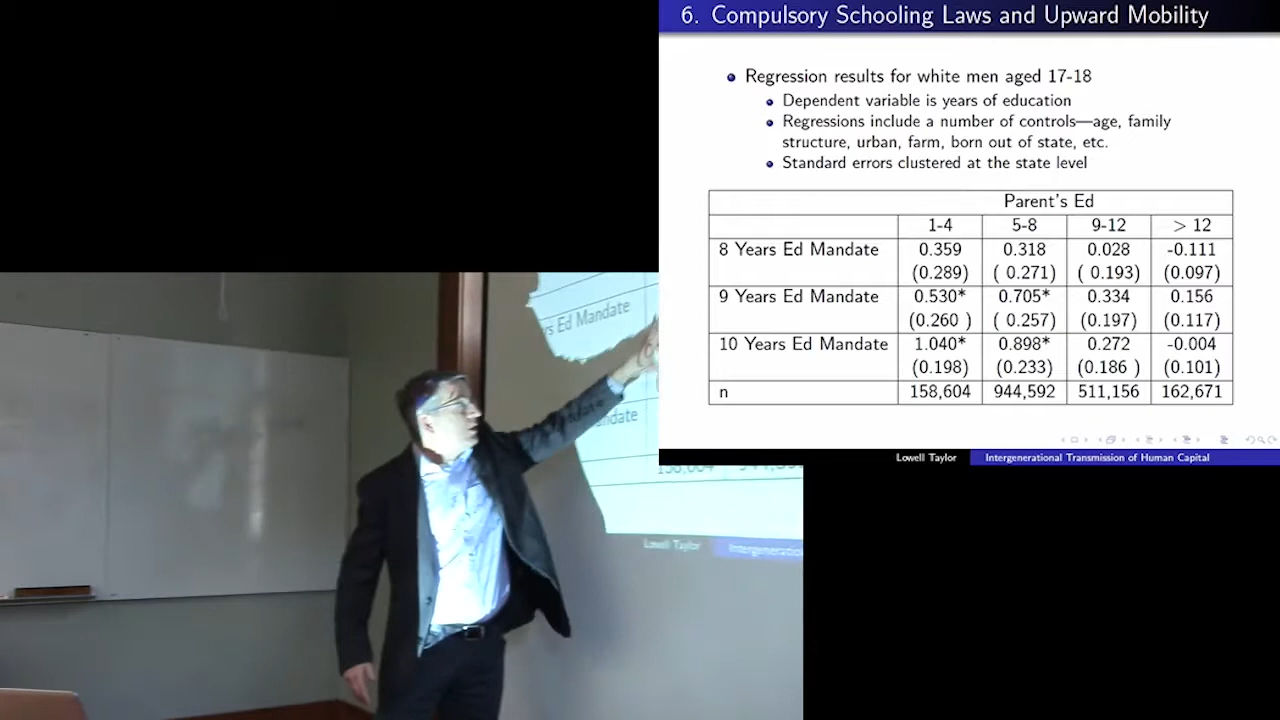 6. Compulsory Schooling Laws and Upward Mobility
Regression results for white men aged 17-18
Dependent variable is years of education
Regressions include a number of controls—age, family
structure, urban, farm, born out of state, etc.
Standard errors clustered at the state level
Parent's Ed
1-4 5-8 9-12 > 12
8 Years Ed Mandate 0.359 0.318 0.028 -0.111
(0.289) ( 0.271) ( 0.193) (0.097)
9 Years Ed Mandate 0.530* 0.705* 0.334 0.156
(0.260 ) ( 0.257) (0.197) (0.117)
10 Years Ed Mandate 1.040* 0.898* 0.272 -0.004
(0.198) (0.233) (0.186 ) (0.101)
n 158,604 944,592 511,156 162,671
Lowell Taylor Intergenerational Transmission of Human Capital
Ed Mandate
Lowell Taylor